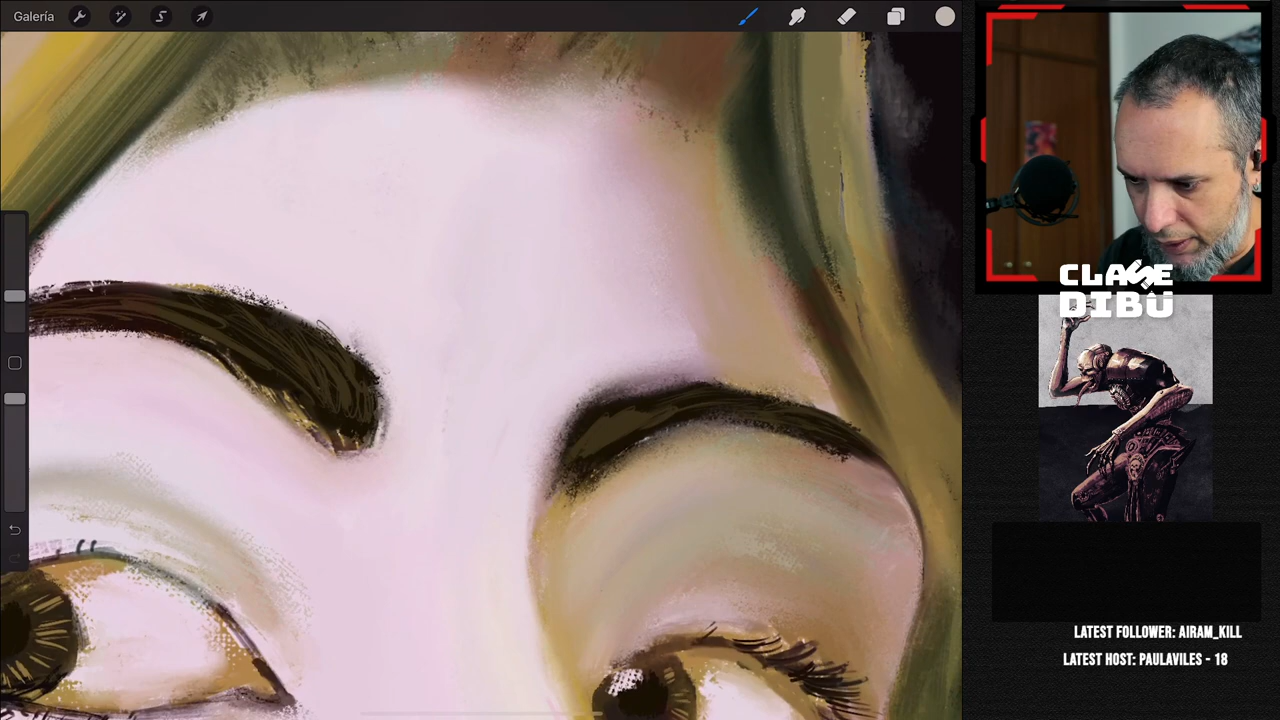 Galería
CLASE
DIBU
LATEST FOLLOWER: AIRAM_KILL
LATEST HOST: PAULAVILES - 18